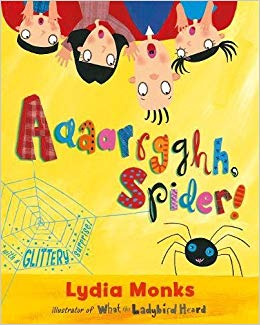 Aaaarrgghh,
Spider!
with a GLITTERY surprise!
Lydia Monks
illustrator of What the Ladybird Heard